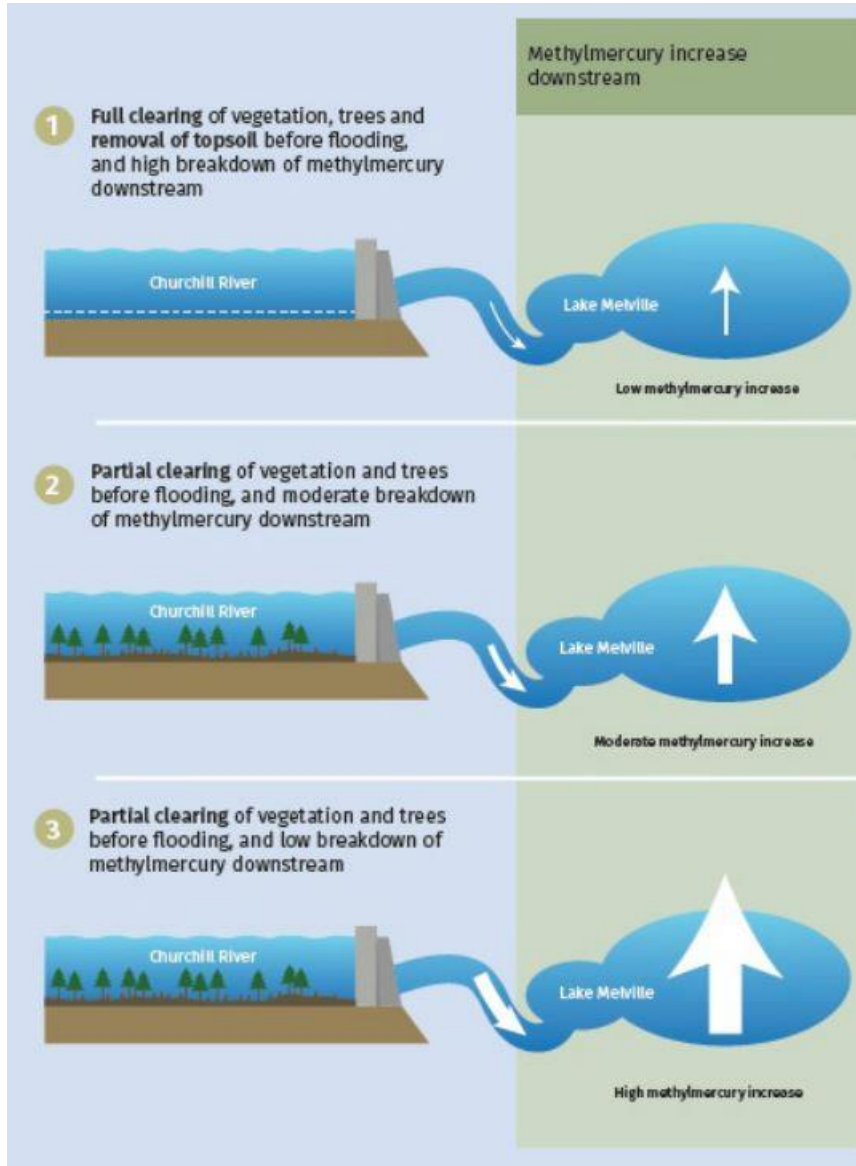 Methylmercury increase
downstream
1
Full clearing of vegetation, trees and
removal of topsoil before flooding,
and high breakdown of methylmercury
downstream
Churchill River
Lake Melville
Low methylmercury increase
2
Partial clearing of vegetation and trees
before flooding, and moderate breakdown
of methylmercury downstream
Churchill River
Lake Melville
Moderate methylmercury increase
3
Partial clearing of vegetation and trees
before flooding, and low breakdown of
methylmercury downstream
Churchill River
Lake Melville
High methylmercury increase